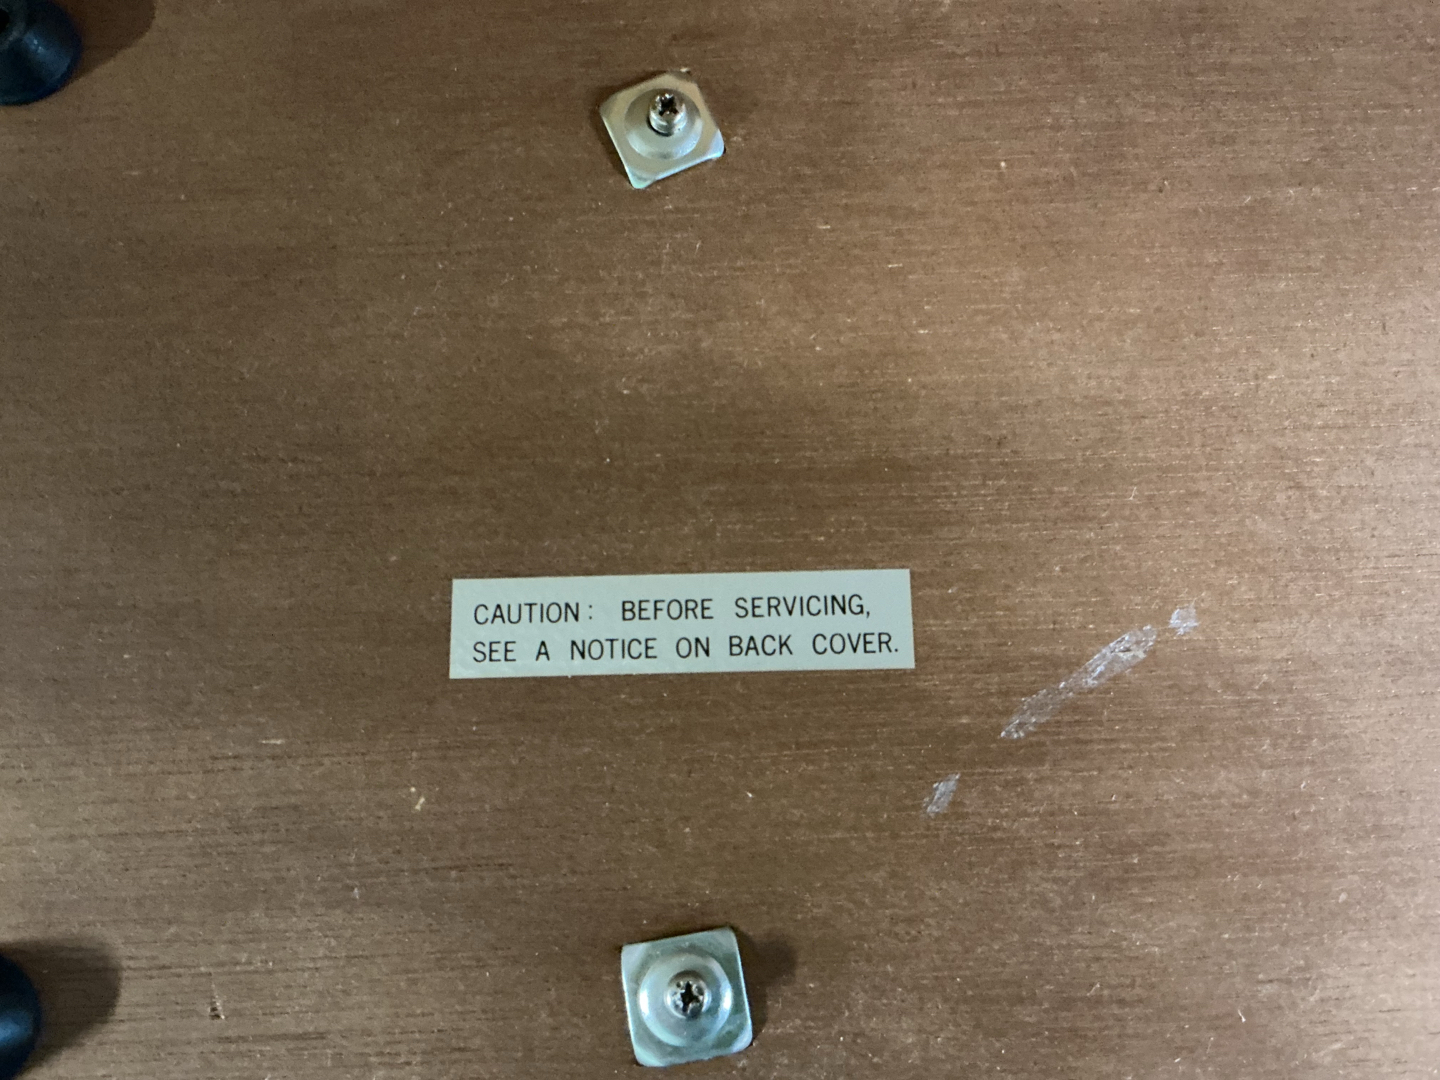 CAUTION: BEFORE SERVICING,
SEE A NOTICE ON BACK COVER.